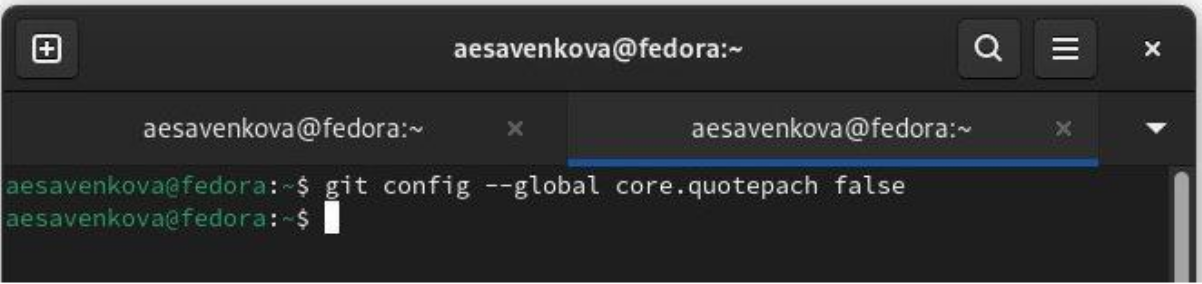 aesavenkova@fedora:~
aesavenkova@fedora:~ aesavenkova@fedora:~
aesavenkova@fedora:~$ git config --global core.quotepach false
aesavenkova@fedora:~$